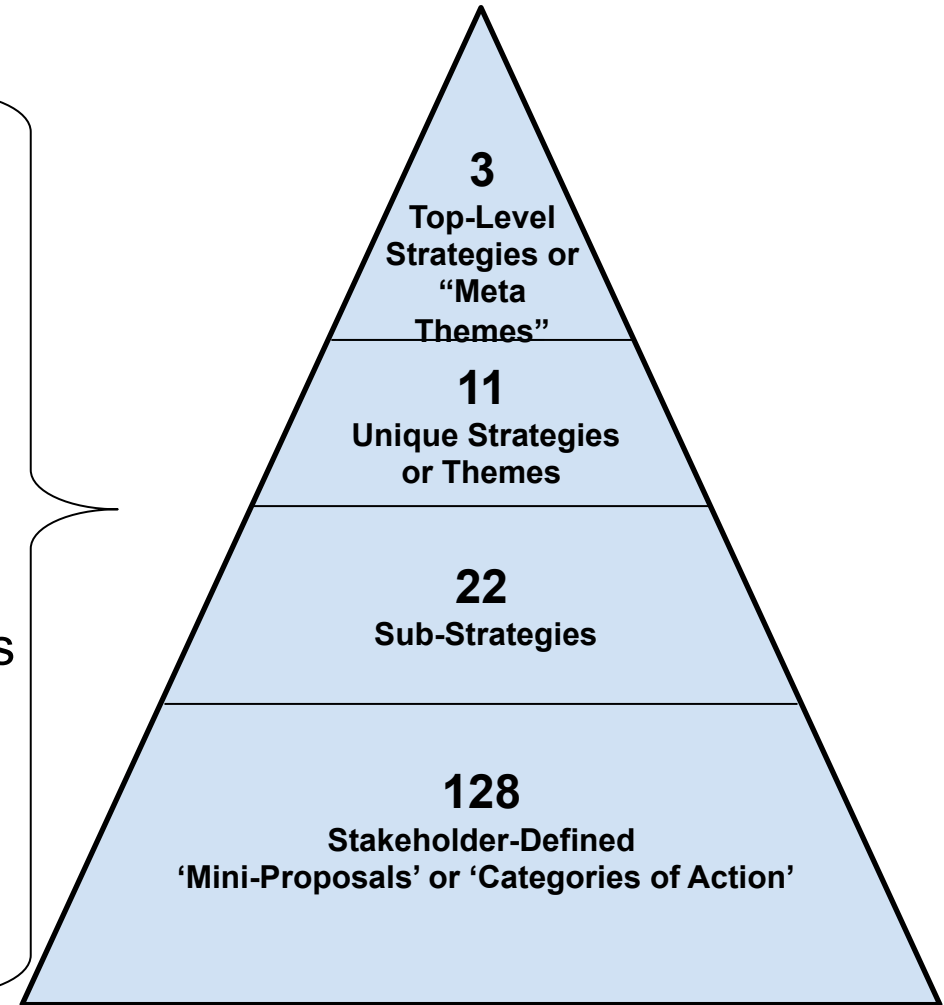 3
Top-Level
Strategies or
“Meta
Themes”
11
Unique Strategies
or Themes
22
Sub-Strategies
s
128
Stakeholder-Defined
‘Mini-Proposals’ or ‘Categories of Action’